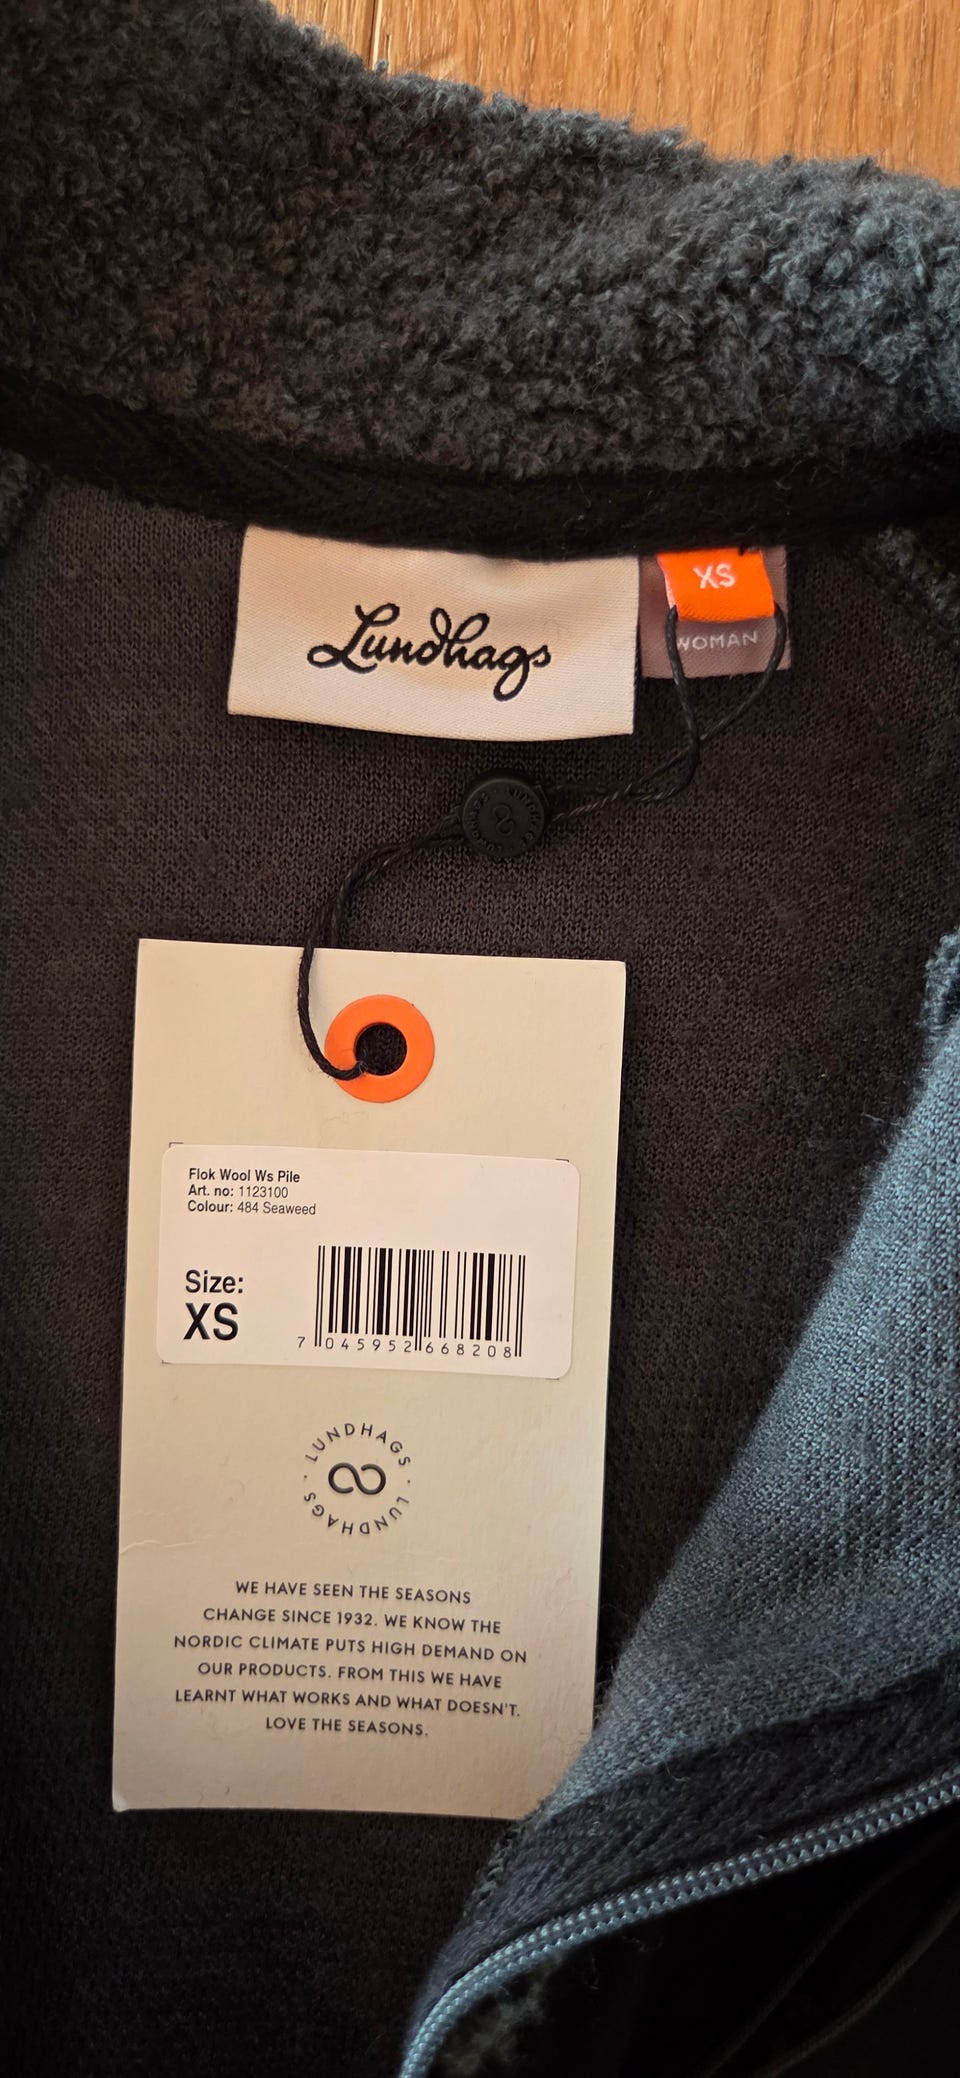 Lundhags
XS
WOMAN
Flok Wool Ws Pile
Art. no: 1123100
Colour: 484 Seaweed
Size:
XS
7 045952 668208
LUNDHAGS · LUNDHAGS ·
WE HAVE SEEN THE SEASONS
CHANGE SINCE 1932. WE KNOW THE
NORDIC CLIMATE PUTS HIGH DEMAND ON
OUR PRODUCTS. FROM THIS WE HAVE
LEARNT WHAT WORKS AND WHAT DOESN'T.
LOVE THE SEASONS.